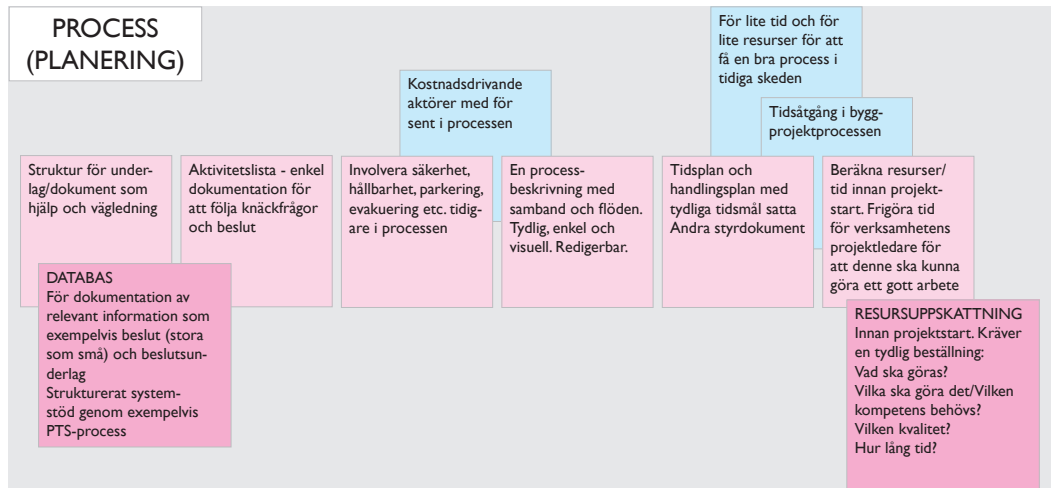 PROCESS
(PLANERING)
För lite tid och för
lite resurser för att
få en bra process i
tidiga skeden
Kostnadsdrivande
aktörer med för
sent i processen
Tidsåtgång i bygg-
projektprocessen
Struktur för under-
lag/dokument som
hjälp och vägledning
Aktivitetslista - enkel
dokumentation för
att följa knäckfrågor
och beslut
Involvera säkerhet,
hållbarhet, parkering,
evakuering etc. tidig-
are i processen
En process-
beskrivning med
samband och flöden.
Tydlig, enkel och
visuell. Redigerbar.
Tidsplan och
handlingsplan med
tydliga tidsmål satta
Andra styrdokument
Beräkna resurser/
tid innan projekt-
start. Frigöra tid
för verksamhetens
projektledare för
att denne ska kunna
göra ett gott arbete
DATABAS
För dokumentation av
relevant information som
exempelvis beslut (stora
som små) och beslutsun-
derlag
Strukturerat system-
stöd genom exempelvis
PTS-process
RESURSUPPSKATTNING
Innan projektstart. Kräver
en tydlig beställning:
Vad ska göras?
Vilka ska göra det/Vilken
kompetens behövs?
Vilken kvalitet?
Hur lång tid?